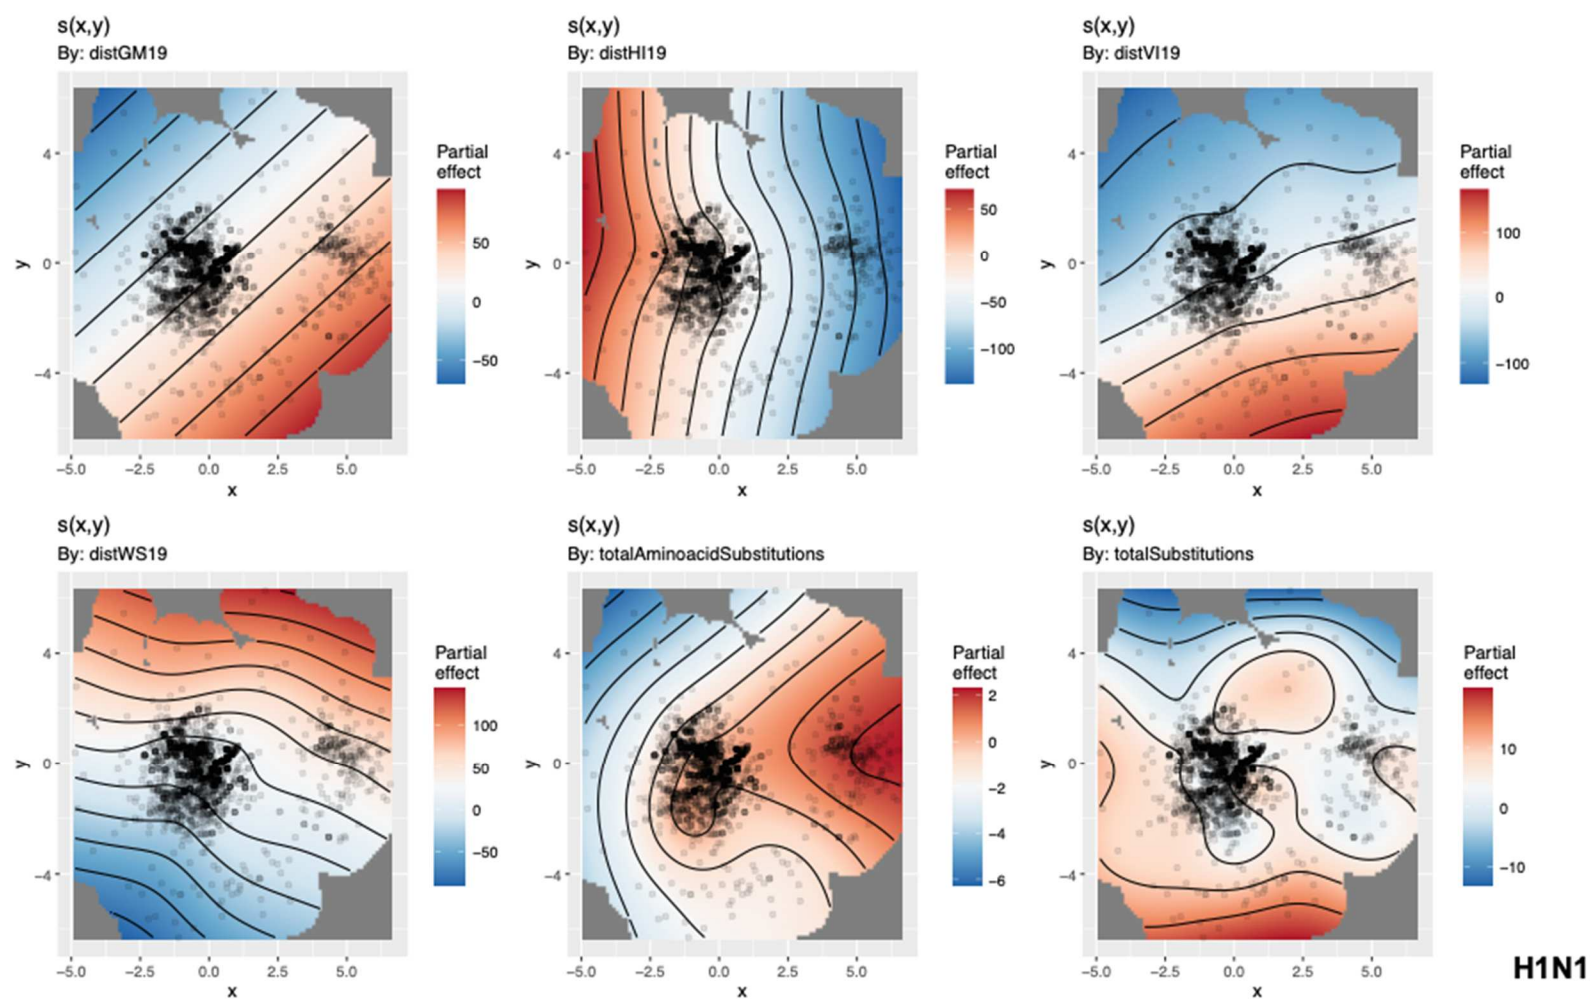 s(x,y)
By: distGM19
Partial
effect
50
0
−50
4
0
−4
y
−5.0 −2.5 0.0 2.5 5.0
x
s(x,y)
By: distHI19
Partial
effect
50
0
−50
−100
4
0
−4
y
−5.0 −2.5 0.0 2.5 5.0
x
s(x,y)
By: distVI19
Partial
effect
100
0
−100
4
0
−4
y
−5.0 −2.5 0.0 2.5 5.0
x
s(x,y)
By: distWS19
Partial
effect
100
50
0
−50
4
0
−4
y
−5.0 −2.5 0.0 2.5 5.0
x
s(x,y)
By: totalAminoacidSubstitutions
Partial
effect
2
0
−2
−4
−6
4
0
−4
y
−5.0 −2.5 0.0 2.5 5.0
x
s(x,y)
By: totalSubstitutions
Partial
effect
10
0
−10
4
0
−4
y
−5.0 −2.5 0.0 2.5 5.0
x
H1N1